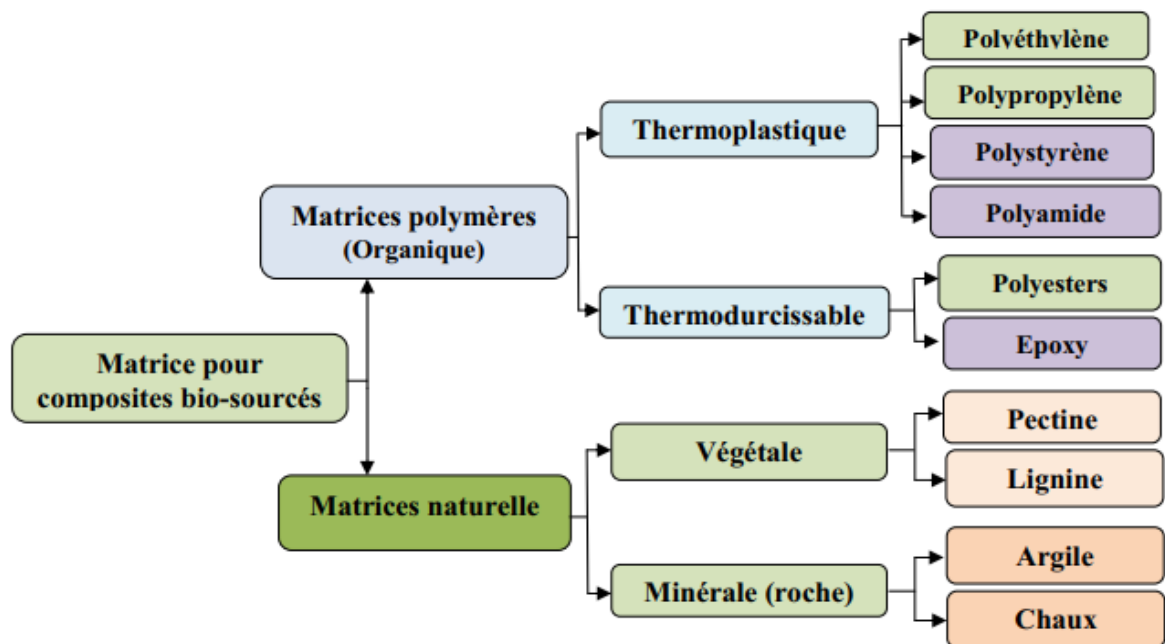 Polyéthylène
Polypropylène
Thermoplastique
Polystyrène
Matrices polymères
(Organique)
Polyamide
Polyesters
Thermodurcissable
Epoxy
Matrice pour
composites bio-sourcés
Pectine
Végétale
Lignine
Matrices naturelle
Argile
Minérale (roche)
Chaux